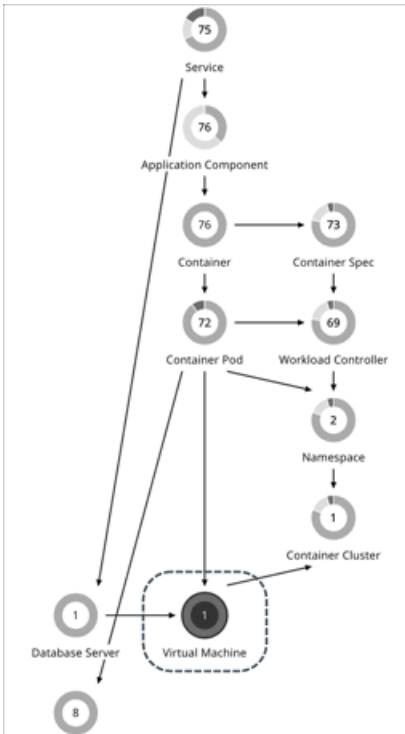 75
Service
76
Application Component
76
73
Container
Container Spec
72
69
Container Pod
Workload Controller
2
Namespace
1
Container Cluster
1
1
Database Server
Virtual Machine
8